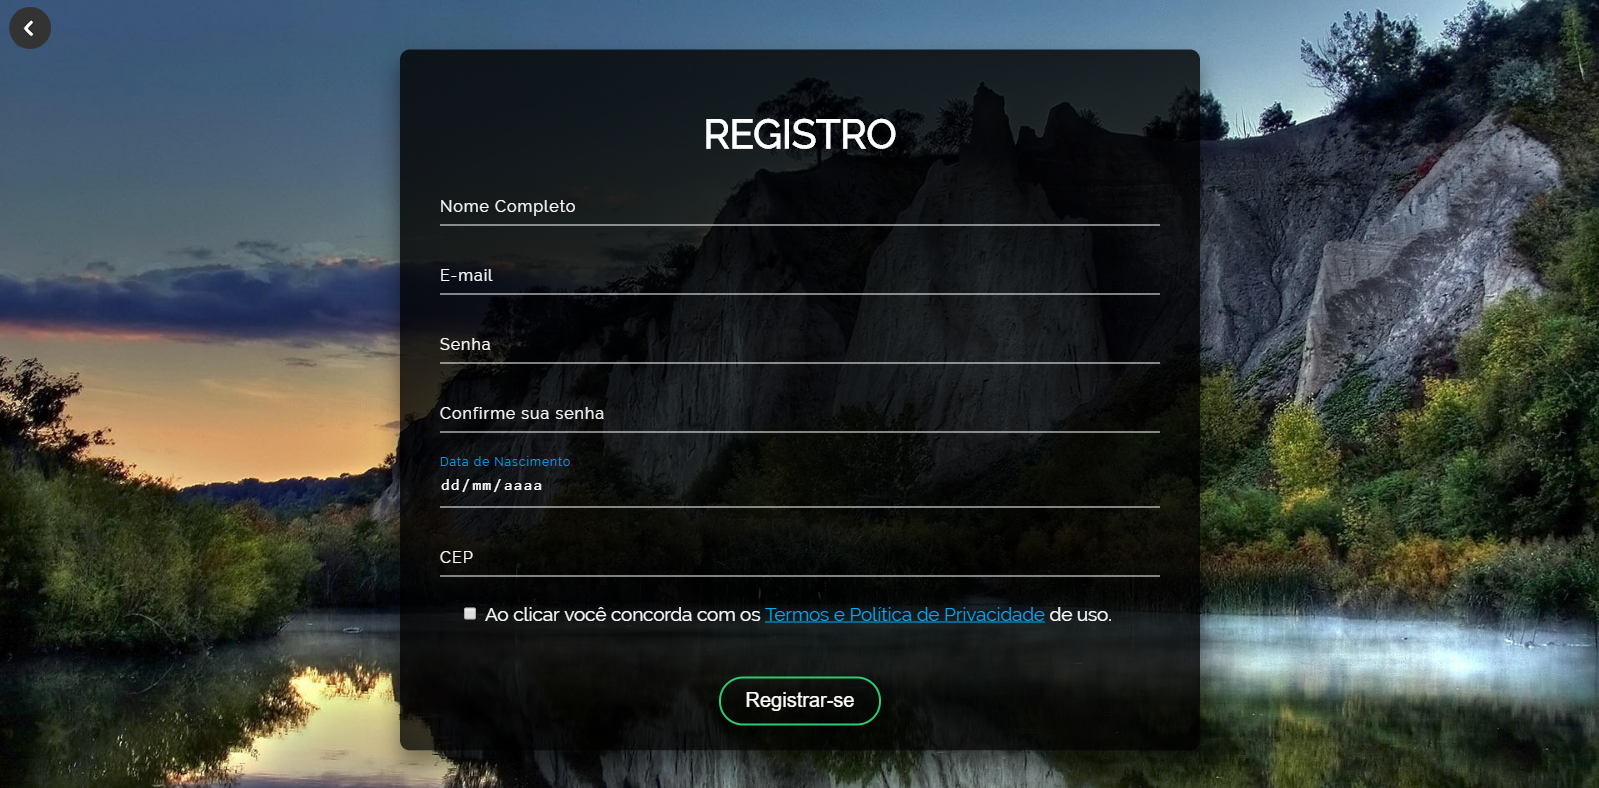 REGISTRO
Nome Completo
E-mail
Senha
Confirme sua senha
Data de Nascimento
dd/mm/aaaa
CEP
Ao clicar você concorda com os Termos e Política de Privacidade de uso.
Registrar-se